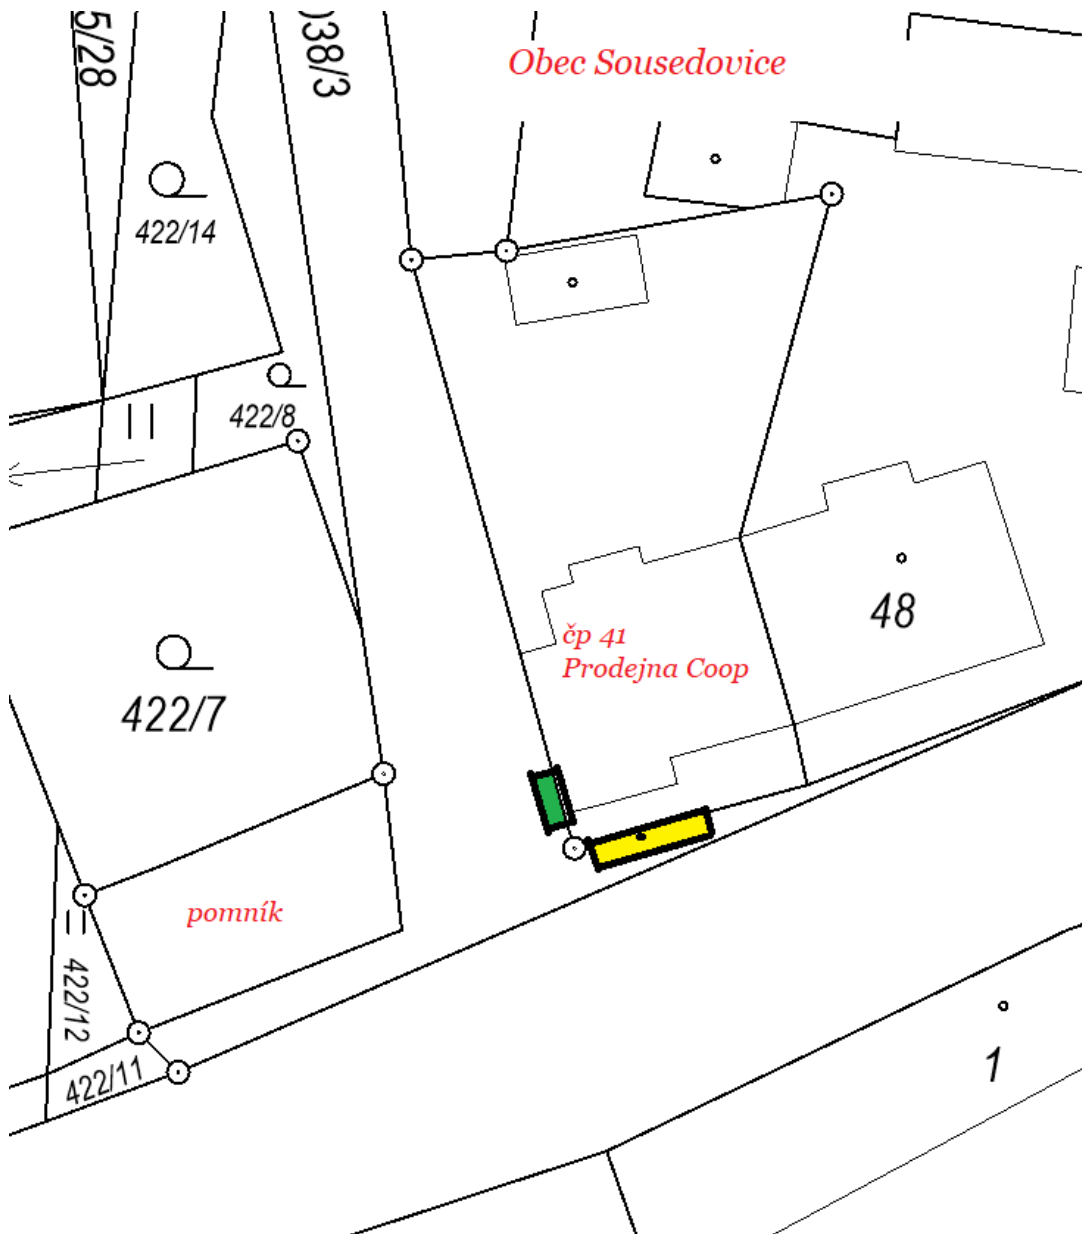 5/28
)38/3
Obec Sousedovice
422/14
422/8
48
čp 41
Prodejna Coop
422/7
pomník
422/12
422/11
1